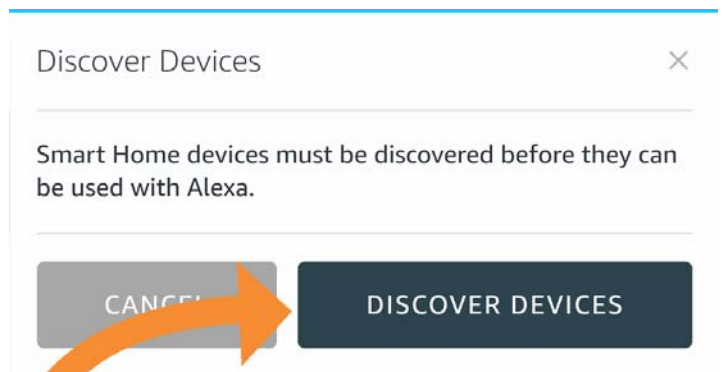 Discover Devices
Smart Home devices must be discovered before they can
be used with Alexa.
DISCOVER DEVICES